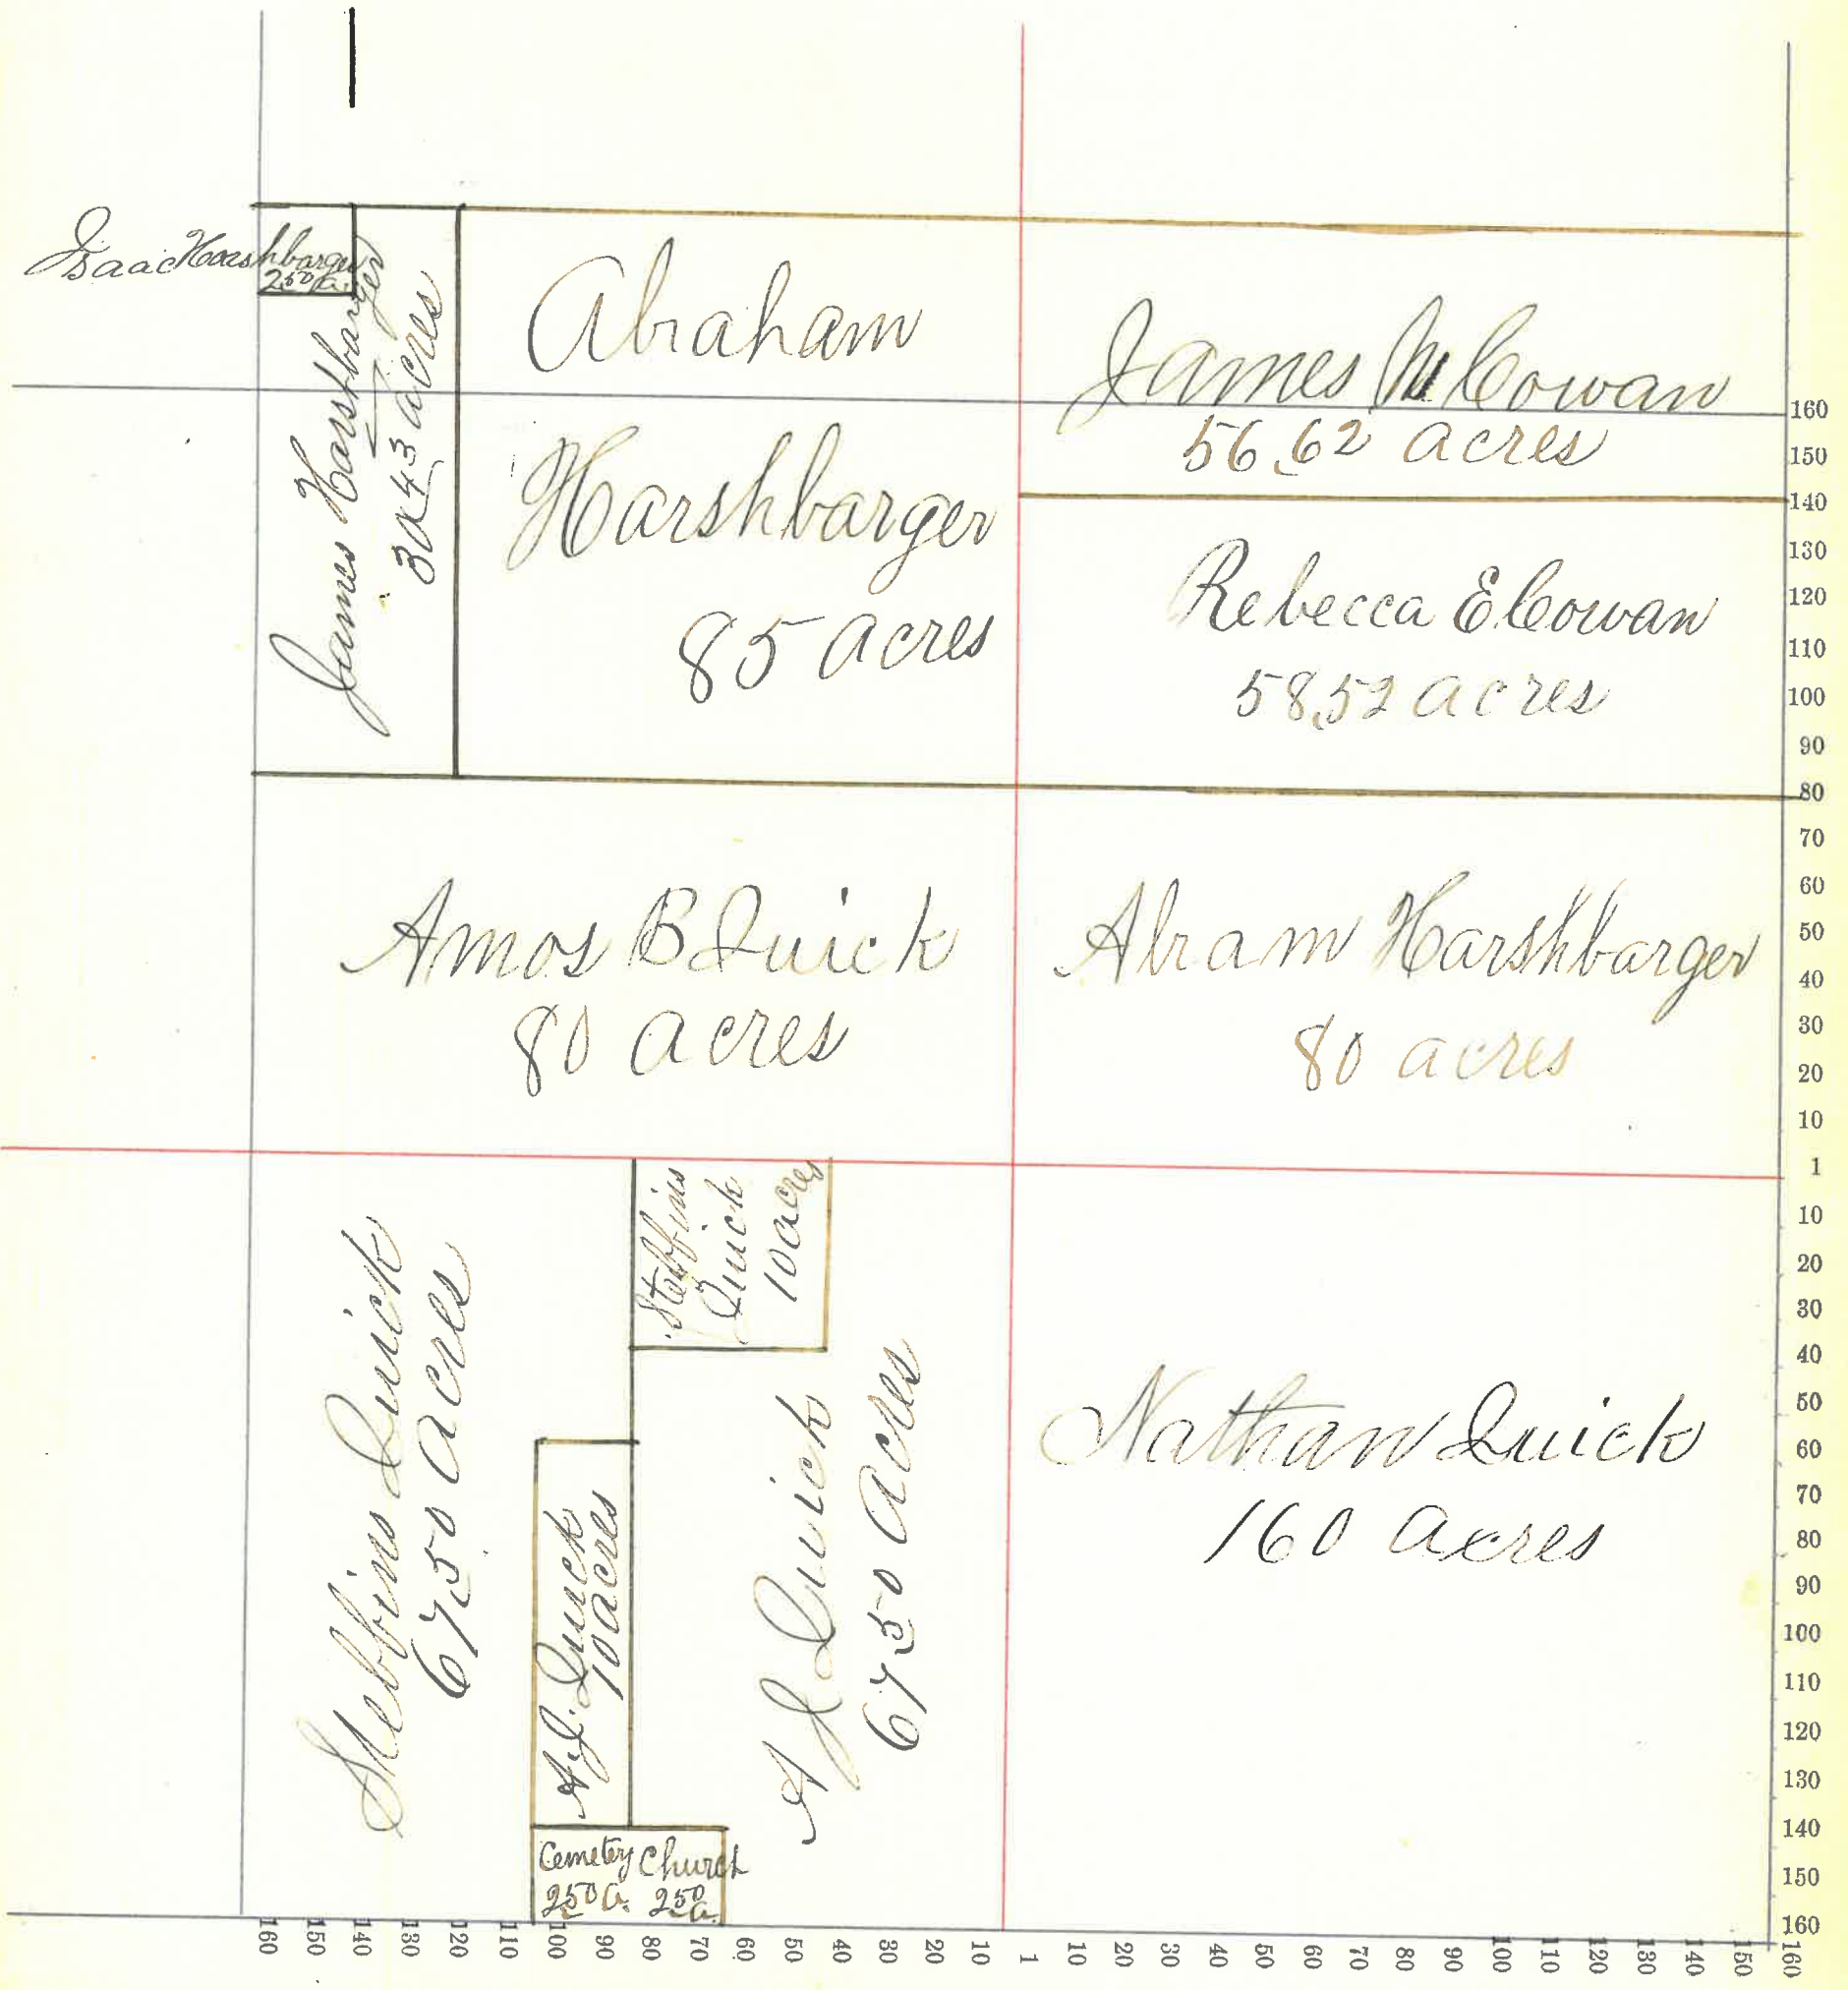 Isaac Harshbarger
2.50 a.
James Harshbarger
30.43 acres
Abraham
Harshbarger
85 acres
James M Cowan
56.62 acres
Rebecca E Cowan
58.52 acres
Amos B Quick
80 acres
Abram Harshbarger
80 acres
Stebbins Quick
67.50 acres
Stebbins
Quick
10 acres
A.J. Quick
10 acres
A J Quick
67.50 acres
Nathan Quick
160 acres
Cemetery
2.50 a.
Church
2.50
a.
160
150
140
130
120
110
100
90
80
70
60
50
40
30
20
10
1
10
20
30
40
50
60
70
80
90
100
110
120
130
140
150
160
160 150 140 130 120 110 100 90 80 70 60 50 40 30 20 10 1 10 20 30 40 50 60 70 80 90 100 110 120 130 140 150 160